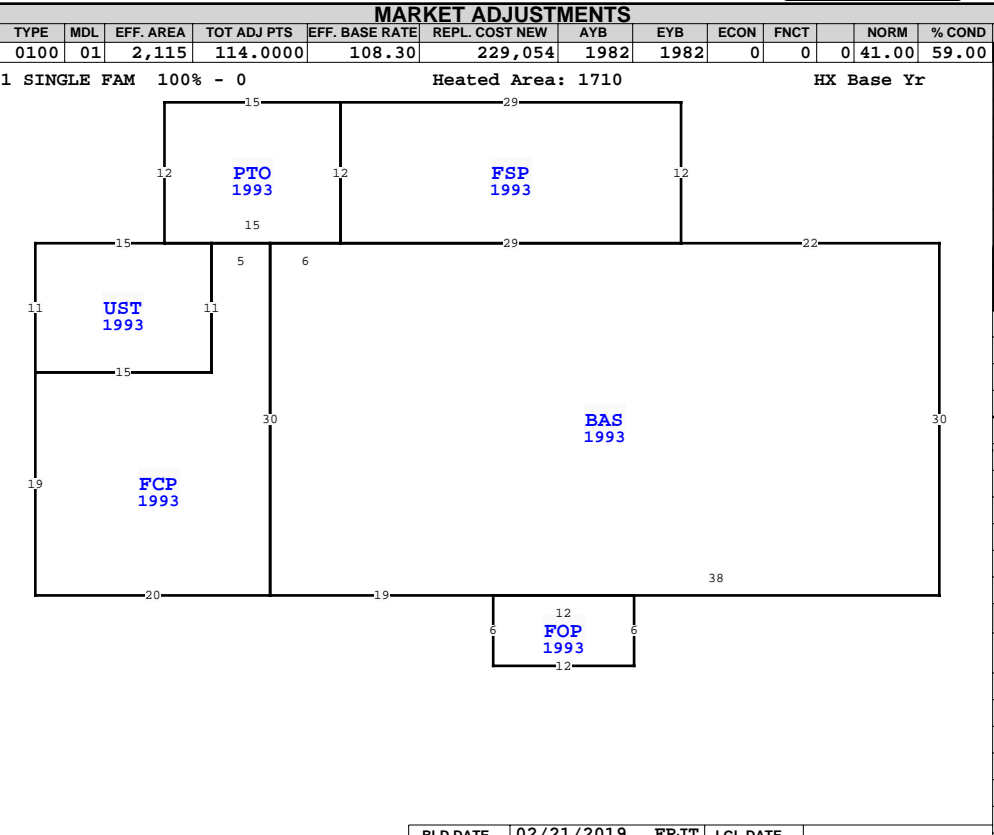 MARKET ADJUSTMENTS
TYPE MDL EFF. AREA TOT ADJ PTS EFF. BASE RATE REPL. COST NEW AYB EYB ECON FNCT NORM % COND
0100 01 2,115 114.0000 108.30 229,054 1982 1982 0 0 0 41.00 59.00
1 SINGLE FAM 100% - 0 Heated Area: 1710 HX Base Yr
15 29
12 PTO 12 FSP 12
1993 1993
15
15 29 22
5 6
11 UST 11
1993
15
30 BAS 30
1993
19 FCP
1993
38
20 19
12
6 FOP 6
1993
12
BLD DATE 02/21/2019 LGL DATE